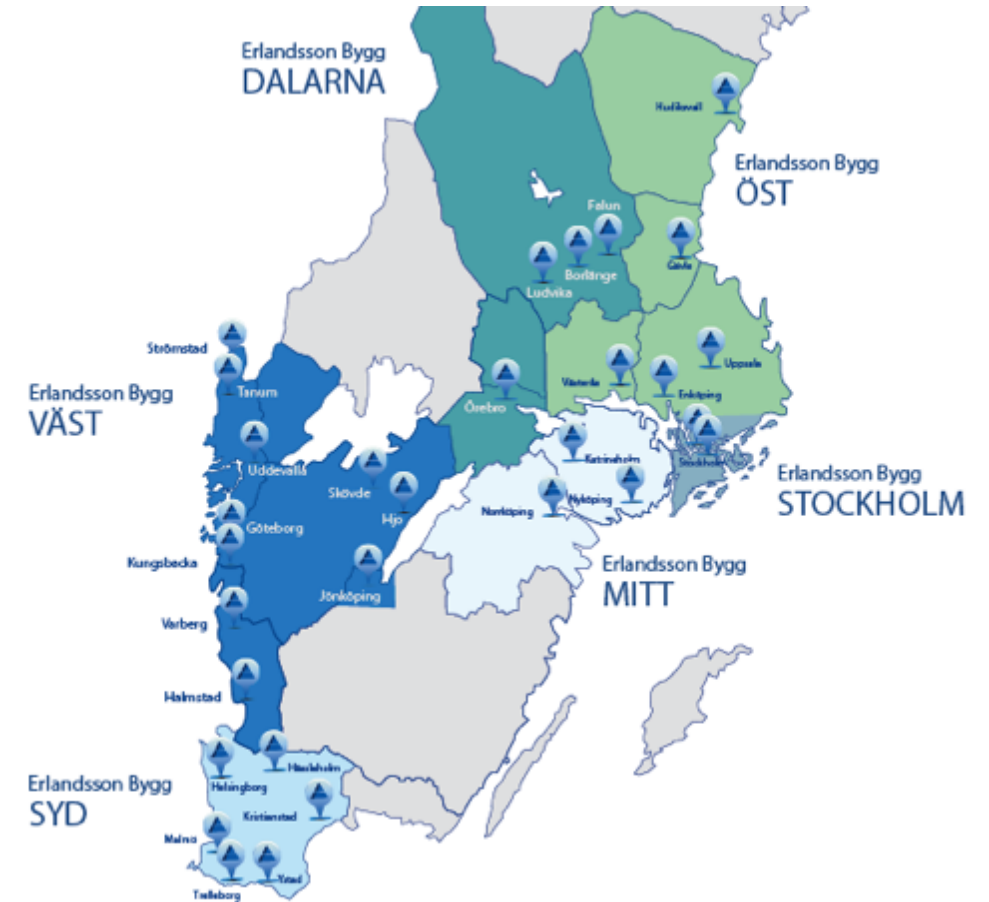 Erlandsson Bygg
DALARNA
Hudiksvall
Erlandsson Bygg
ÖST
Falun
Gävle
Borlänge
Ludvika
Strömstad
Uppsala
Västerås
Tanum
Enköping
Erlandsson Bygg
VÄST
Örebro
Katrineholm
Stockholm
Uddevalla
Erlandsson Bygg
STOCKHOLM
Skövde
Nyköping
Hjo
Norrköping
Göteborg
Kungsbacka
Erlandsson Bygg
MITT
Jönköping
Varberg
Halmstad
Hässleholm
Erlandsson Bygg
SYD
Helsingborg
Kristianstad
Malmö
Ystad
Trelleborg